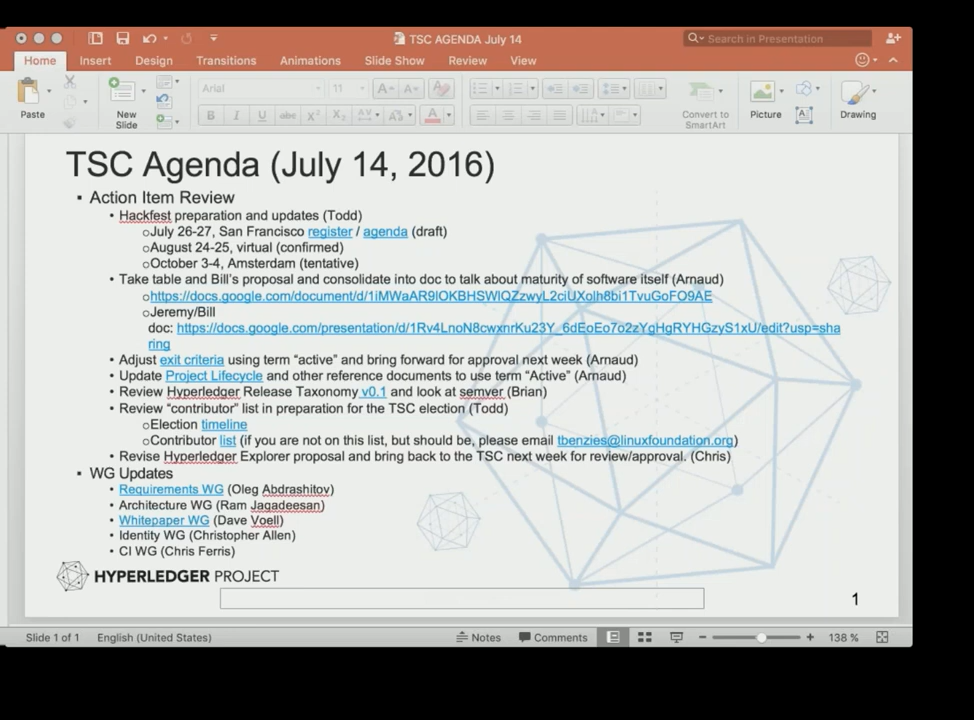 TSC AGENDA July 14
Search in Presentation
Home Insert Design Transitions Animations Slide Show Review View
Arial 11
Paste New Slide Convert to SmartArt Picture Drawing
TSC Agenda (July 14, 2016)
▪ Action Item Review
• Hackfest preparation and updates (Todd)
oJuly 26-27, San Francisco register / agenda (draft)
oAugust 24-25, virtual (confirmed)
oOctober 3-4, Amsterdam (tentative)
• Take table and Bill's proposal and consolidate into doc to talk about maturity of software itself (Arnaud)
ohttps://docs.google.com/document/d/1iMWaAR9lOKBHSWlQZzwyL2ciUXolh8bi1TvuGoFO9AE
oJeremy/Bill
doc: https://docs.google.com/presentation/d/1Rv4LnoN8cwxnrKu23Y_6dEoEo7o2zYgHgRYHGzyS1xU/edit?usp=sha
ring
• Adjust exit criteria using term “active” and bring forward for approval next week (Arnaud)
• Update Project Lifecycle and other reference documents to use term “Active” (Arnaud)
• Review Hyperledger Release Taxonomy v0.1 and look at semver (Brian)
• Review “contributor” list in preparation for the TSC election (Todd)
oElection timeline
oContributor list (if you are not on this list, but should be, please email tbenzies@linuxfoundation.org)
• Revise Hyperledger Explorer proposal and bring back to the TSC next week for review/approval. (Chris)
▪ WG Updates
• Requirements WG (Oleg Abdrashitov)
• Architecture WG (Ram Jagadeesan)
• Whitepaper WG (Dave Voell)
• Identity WG (Christopher Allen)
• CI WG (Chris Ferris)
HYPERLEDGER PROJECT
1
Slide 1 of 1 English (United States) Notes Comments 138 %